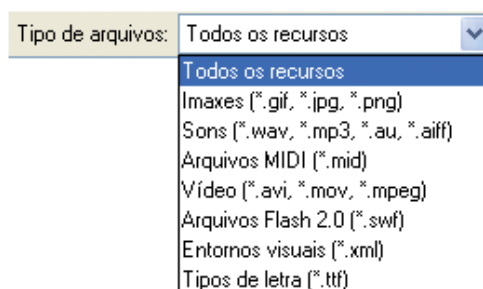 Tipo de arquivos: Todos os recursos
Todos os recursos
Imaxes (*.gif, *.jpg, *.png)
Sons (*.wav, *.mp3, *.au, *.aiff)
Arquivos MIDI (*.mid)
Vídeo (*.avi, *.mov, *.mpeg)
Arquivos Flash 2.0 (*.swf)
Entornos visuais (*.xml)
Tipos de letra (*.ttf)